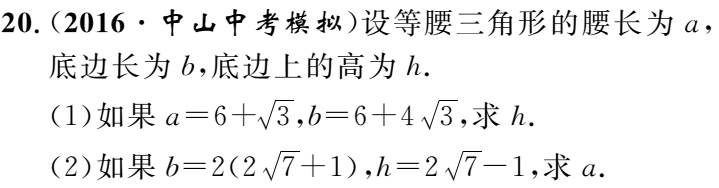 20.(2016·中山中考模拟)设等腰三角形的腰长为 a,
底边长为 b,底边上的高为 h.
(1)如果 a=6+√3,b=6+4√3,求 h.
(2)如果 b=2(2√7+1),h=2√7-1,求 a.